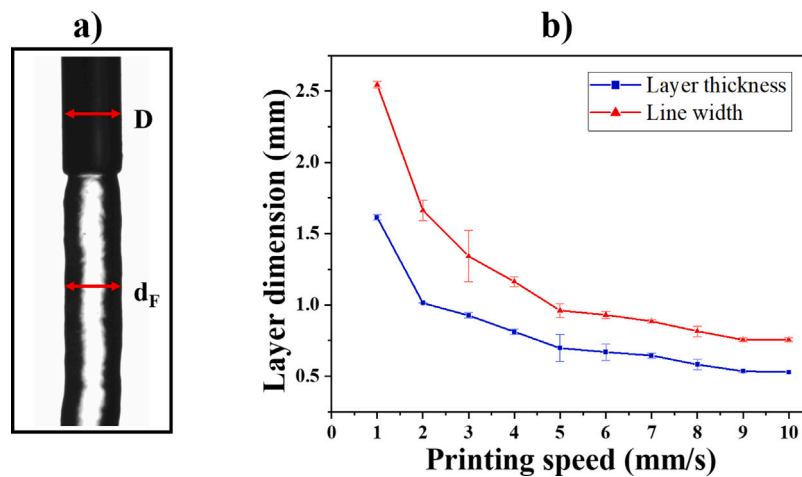 a)
D
d_F
b)
Layer thickness
Line width
Layer dimension (mm)
2.5
2.0
1.5
1.0
0.5
0 1 2 3 4 5 6 7 8 9 10
Printing speed (mm/s)